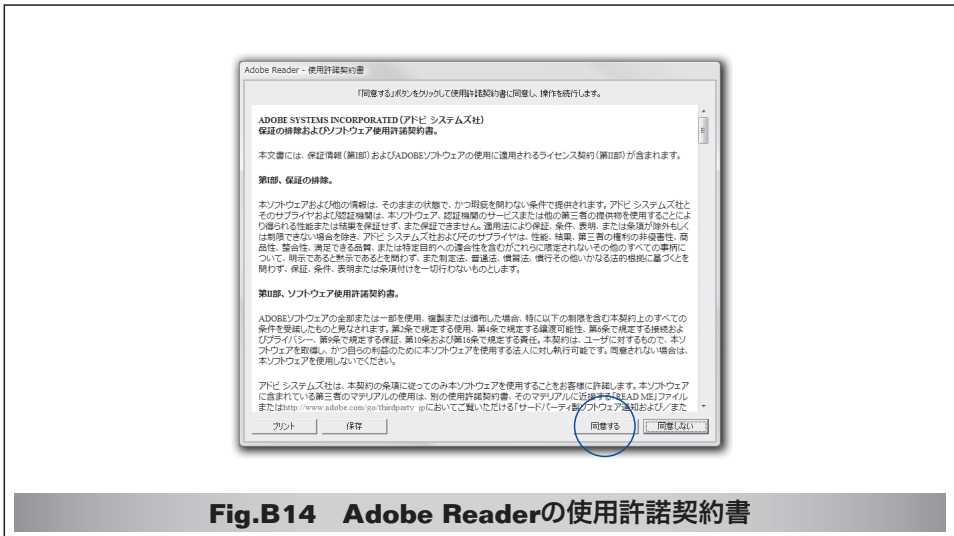 Adobe Reader - 使用許諾契約書
「同意する」ボタンをクリックして使用許諾契約書に同意し、操作を続行します。
ADOBE SYSTEMS INCORPORATED（アドビ システムズ社）
保証の排除およびソフトウェア使用許諾契約書。
本文書には、保証情報（第I部）およびADOBEソフトウェアの使用に適用されるライセンス契約（第II部）が含まれます。
第I部、保証の排除。
本ソフトウェアおよび他の情報は、そのままの状態で、かつ瑕疵を問わない条件で提供されます。アドビ システムズ社と
そのサプライヤおよび認証機関は、本ソフトウェア、認証機関のサービスまたは他の第三者の提供物を使用することによ
り得られる性能または結果を保証せず、また保証できません。適用法により保証、条件、表明、または条項が除外もしく
は制限できない場合を除き、アドビ システムズ社およびそのサプライヤは、性能、結果、第三者の権利の非侵害性、商
品性、整合性、満足できる品質、または特定目的への適合性を含むがこれらに限定されないその他のすべての事柄に
ついて、明示であると黙示であるとを問わず、また制定法、普通法、慣習法、慣行その他のいかなる法的根拠に基づくとを
問わず、保証、条件、表明または条項付けを一切行わないものとします。
第II部、ソフトウェア使用許諾契約書。
ADOBEソフトウェアの全部または一部を使用、複製または頒布した場合、特に以下の制限を含む本契約上のすべての
条件を受諾したものと見なされます。第2条で規定する使用、第4条で規定する譲渡可能性、第6条で規定する接続およ
びプライバシー、第9条で規定する保証、第10条および第16条で規定する責任。本契約は、ユーザに対するもので、本ソ
フトウェアを取得し、かつ自らの利益のために本ソフトウェアを使用する法人に対し執行可能です。同意されない場合は、
本ソフトウェアを使用しないでください。
アドビ システムズ社は、本契約の条項に従ってのみ本ソフトウェアを使用することをお客様に許諾します。本ソフトウェア
に含まれている第三者のマテリアルの使用は、別の使用許諾契約書、そのマテリアルに近接する「READ ME」ファイル
またはhttp://www.adobe.com/go/thirdparty_jpにおいてご覧いただける「サードパーティ製ソフトウェア通知および／また
プリント 保存 同意する 同意しない
Fig.B14 Adobe Readerの使用許諾契約書